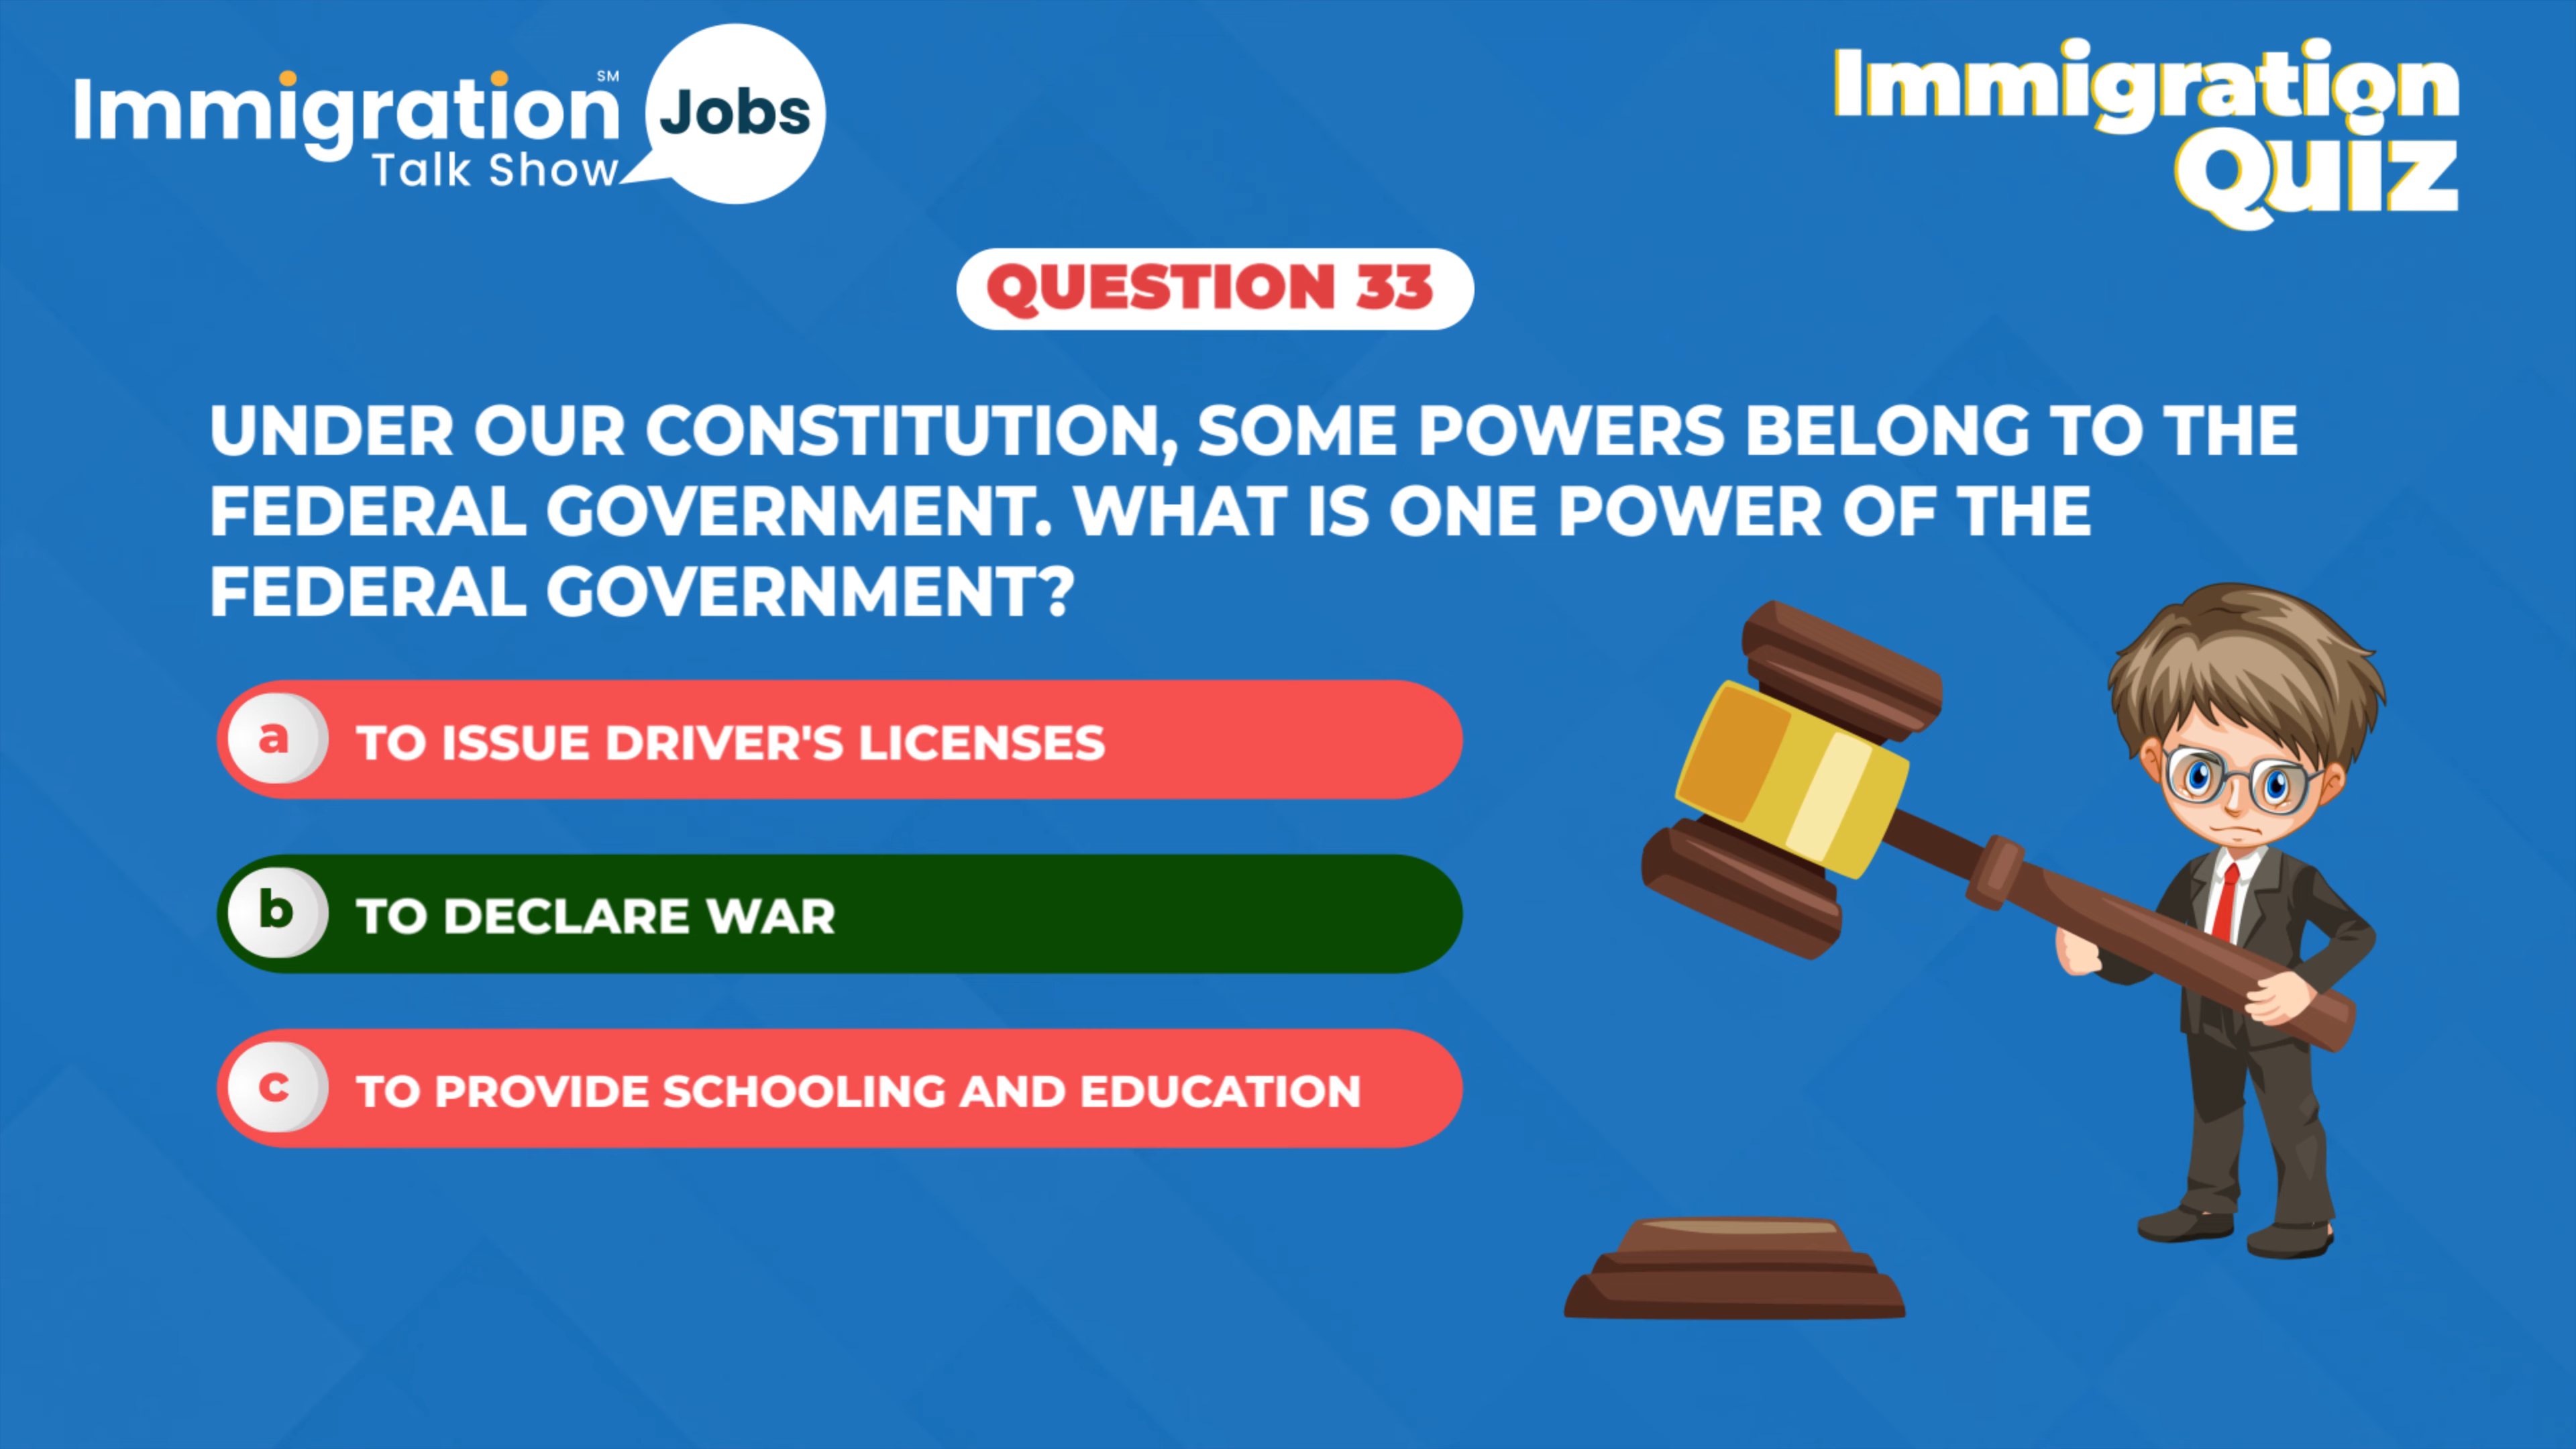 Immigration SM
Talk Show
Jobs
Immigration
Quiz
QUESTION 33
UNDER OUR CONSTITUTION, SOME POWERS BELONG TO THE
FEDERAL GOVERNMENT. WHAT IS ONE POWER OF THE
FEDERAL GOVERNMENT?
a TO ISSUE DRIVER'S LICENSES
b TO DECLARE WAR
c TO PROVIDE SCHOOLING AND EDUCATION